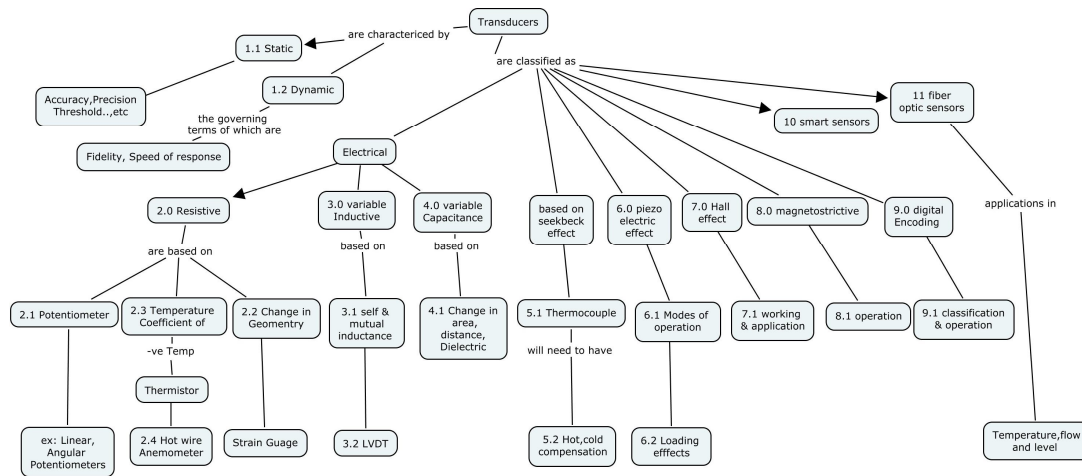 Transducers
are charactericed by
1.1 Static
are classified as
1.2 Dynamic
Accuracy,Precision
Threshold..,etc
11 fiber
optic sensors
10 smart sensors
the governing
terms of which are
Fidelity, Speed of response
Electrical
2.0 Resistive
3.0 variable
Inductive
4.0 variable
Capacitance
based on
seekbeck
effect
6.0 piezo
electric
effect
7.0 Hall
effect
8.0 magnetostrictive
9.0 digital
Encoding
applications in
are based on
based on
based on
2.1 Potentiometer
2.3 Temperature
Coefficient of
2.2 Change in
Geomentry
3.1 self &
mutual
inductance
4.1 Change in
area,
distance,
Dielectric
5.1 Thermocouple
6.1 Modes of
operation
7.1 working
& application
8.1 operation
9.1 classification
& operation
-ve Temp
will need to have
Thermistor
ex: Linear,
Angular
Potentiometers
2.4 Hot wire
Anemometer
Strain Guage
3.2 LVDT
5.2 Hot,cold
compensation
6.2 Loading
efffects
Temperature,flow
and level